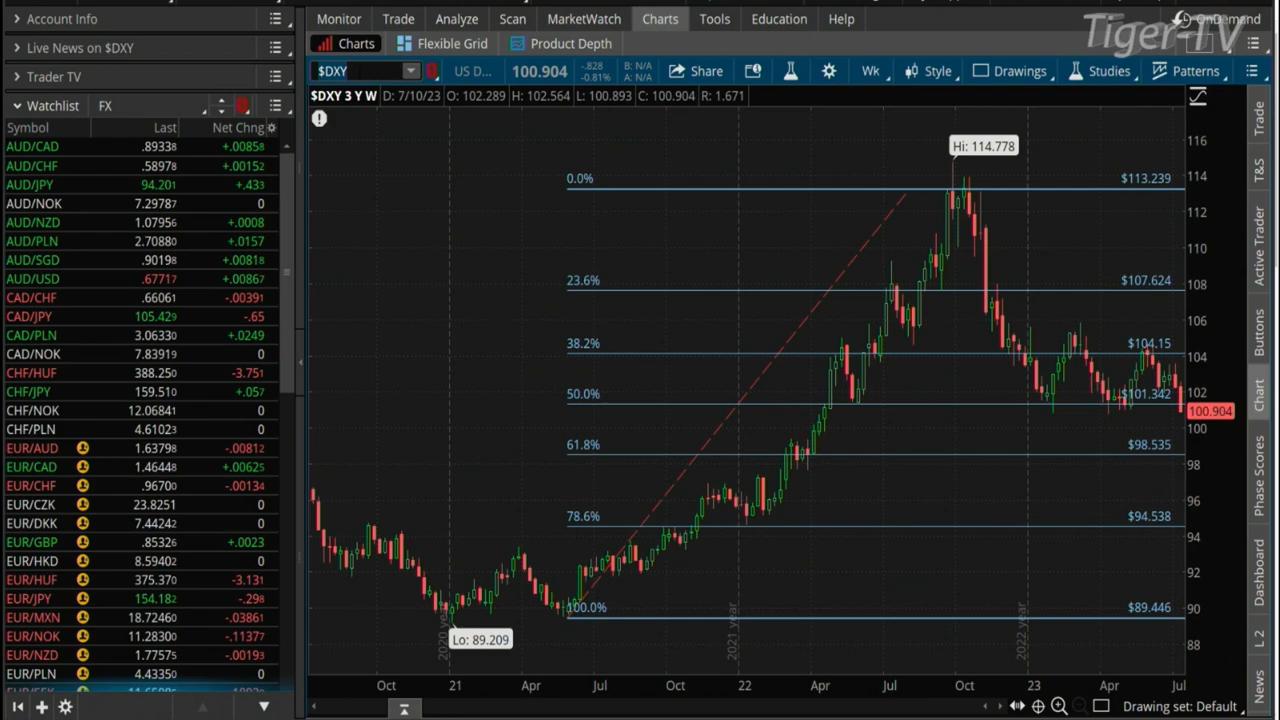 Account Info
Live News on $DXY
Trader TV
Watchlist FX
Symbol Last Net Chng
AUD/CAD .89338 +.00858
AUD/CHF .58978 +.00152
AUD/JPY 94.201 +.433
AUD/NOK 7.29787 0
AUD/NZD 1.07956 +.0008
AUD/PLN 2.70880 +.0157
AUD/SGD .90198 +.00818
AUD/USD .67717 +.00867
CAD/CHF .66061 -.00391
CAD/JPY 105.429 -.65
CAD/PLN 3.06330 +.0249
CAD/NOK 7.83919 0
CHF/HUF 388.250 -3.751
CHF/JPY 159.510 +.057
CHF/NOK 12.06841 0
CHF/PLN 4.61023 0
EUR/AUD 1.63798 -.00812
EUR/CAD 1.46448 +.00625
EUR/CHF .96700 -.00134
EUR/CZK 23.8251 0
EUR/DKK 7.44242 0
EUR/GBP .85326 +.0023
EUR/HKD 8.59402 0
EUR/HUF 375.370 -3.131
EUR/JPY 154.182 -.298
EUR/MXN 18.72460 -.03861
EUR/NOK 11.28300 -.11377
EUR/NZD 1.77575 -.00193
EUR/PLN 4.43350 0
Monitor Trade Analyze Scan MarketWatch Charts Tools Education Help
OnDemand
Tiger-TV
Charts Flexible Grid Product Depth
$DXY US D... 100.934 -.828 -0.81% B: N/A A: N/A Share Wk Style Drawings Studies Patterns
$DXY 3 Y W D: 7/10/23 O: 102.289 H: 102.564 L: 100.893 C: 100.904 R: 1.671
Hi: 114.778
0.0% $113.239
23.6% $107.624
38.2% $104.15
50.0% $101.342
61.8% $98.535
78.6% $94.538
100.0% $89.446
Lo: 89.209
2020 year
2021 year
2022 year
116
114
112
110
108
106
104
102
100.904
100
98
96
94
92
90
88
Oct 21 Apr Jul Oct 22 Apr Jul Oct 23 Apr Jul
Drawing set: Default
Trade
T&S
Active Trader
Buttons
Chart
Phase Scores
Dashboard
L 2
News